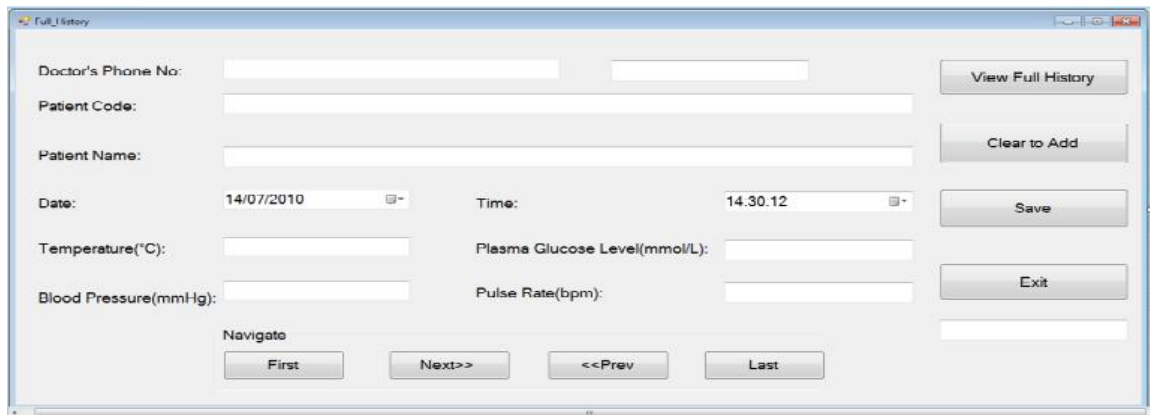 Full_History
Doctor's Phone No:
View Full History
Patient Code:
Clear to Add
Patient Name:
Date: 14/07/2010 Time: 14.30.12
Save
Temperature(°C): Plasma Glucose Level(mmol/L):
Exit
Blood Pressure(mmHg): Pulse Rate(bpm):
Navigate
First Next>> <<Prev Last